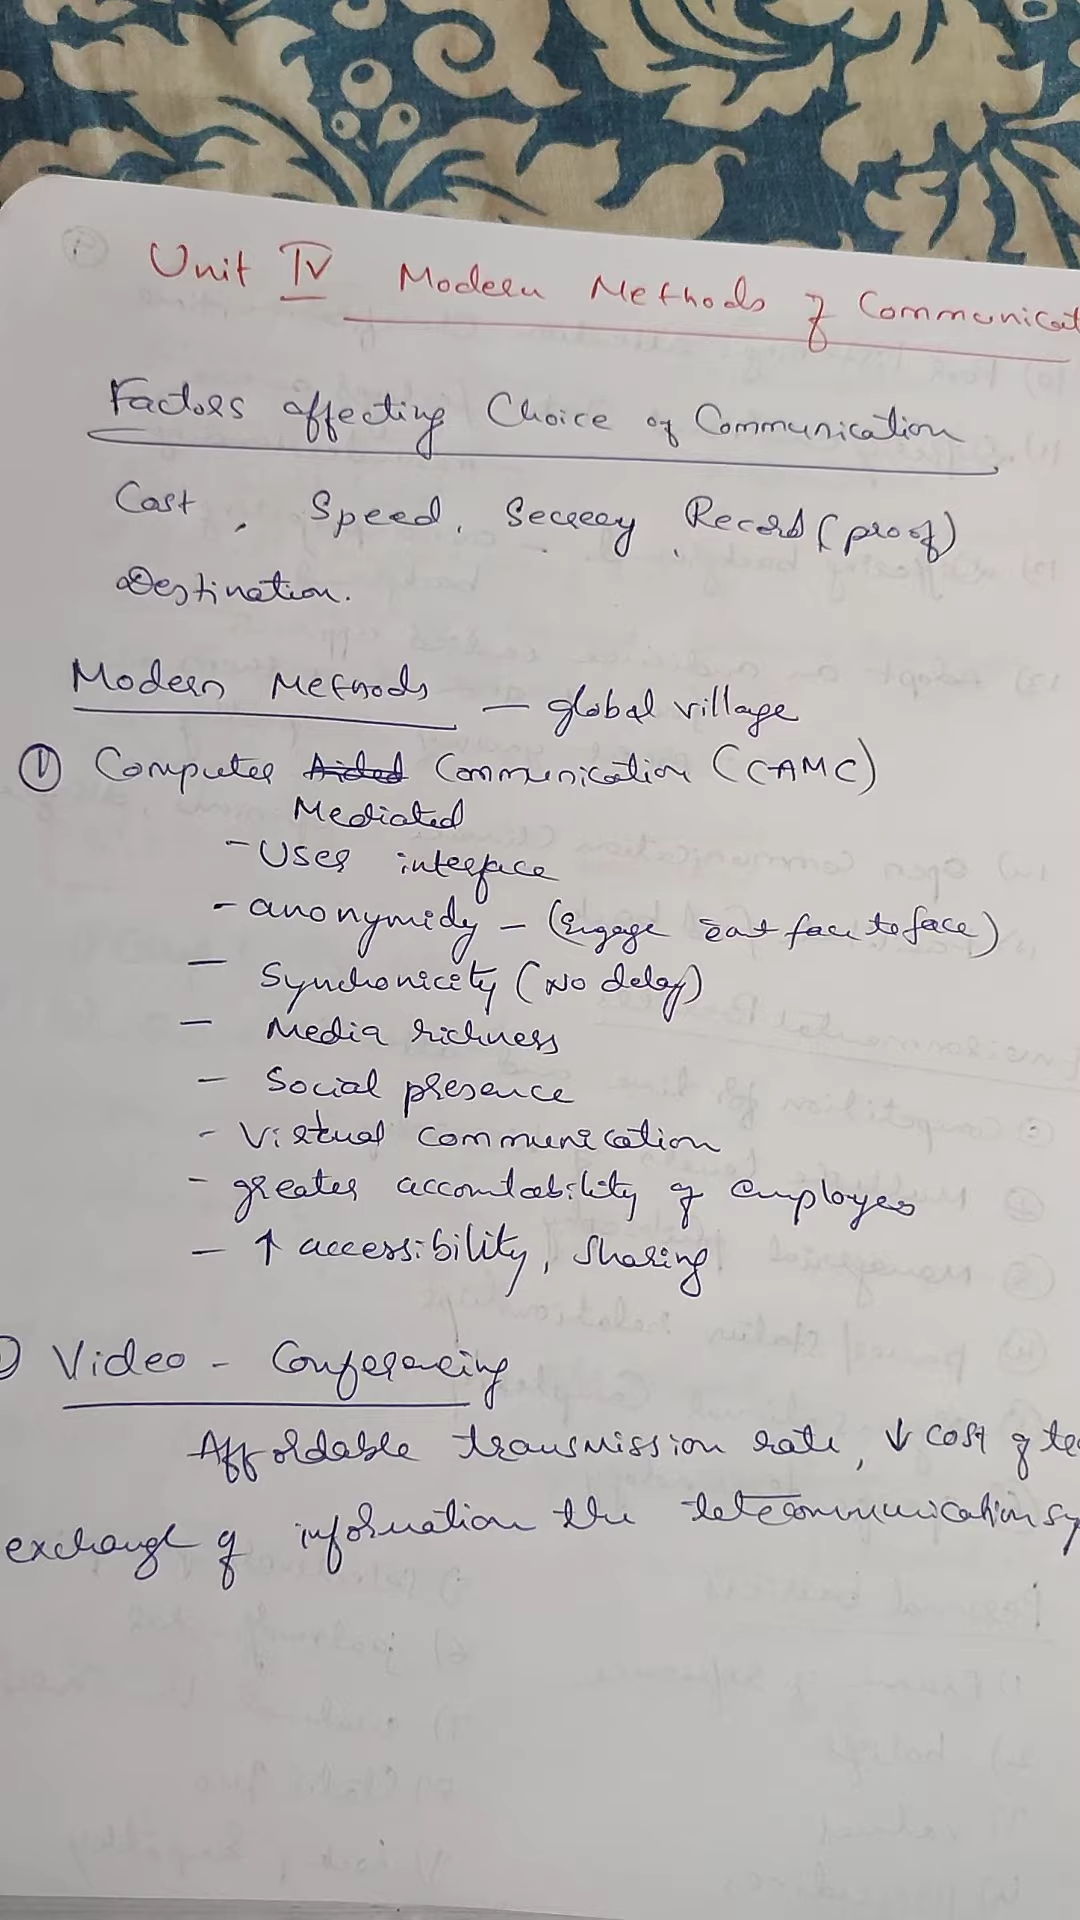 Unit IV Modern Methods of Communicat
Factors affecting Choice of Communication
Cost, Speed, Secrecy, Record (proof)
Destination.
Modern Methods — global village
① Computer Aided Communication (CAMC)
Mediated
- User interface
- anonymidy - (Engage face to face)
- Synchronicity (No delay)
- Media richness
- Social presence
- Virtual communication
- greater accountability of employees
- ↑ accessibility, sharing
Video - Conferencing
Affordable transmission rate, ↓ cost of te
exchange of information the telecommunication sy